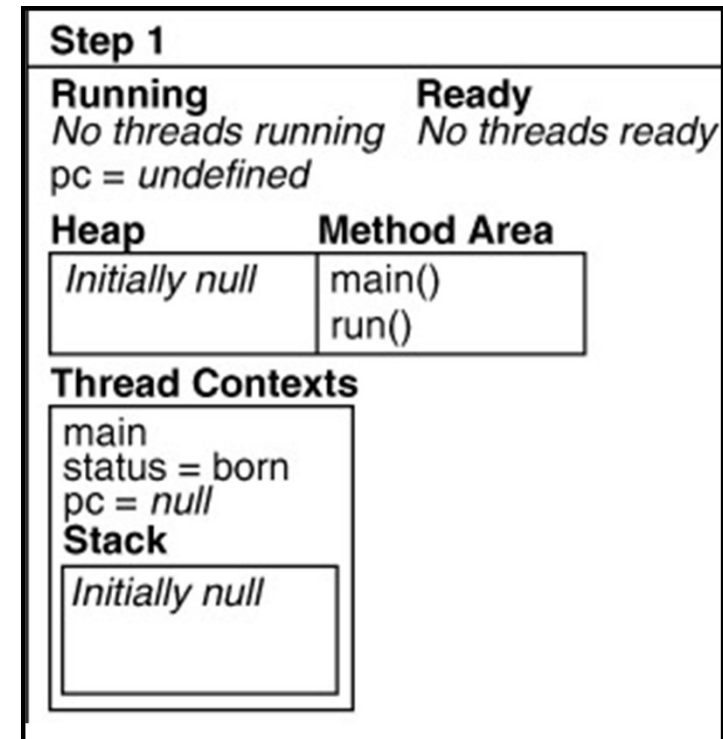 Step 1
Running Ready
No threads running No threads ready
pc = undefined
Heap Method Area
Initially null main()
run()
Thread Contexts
main
status = born
pc = null
Stack
Initially null